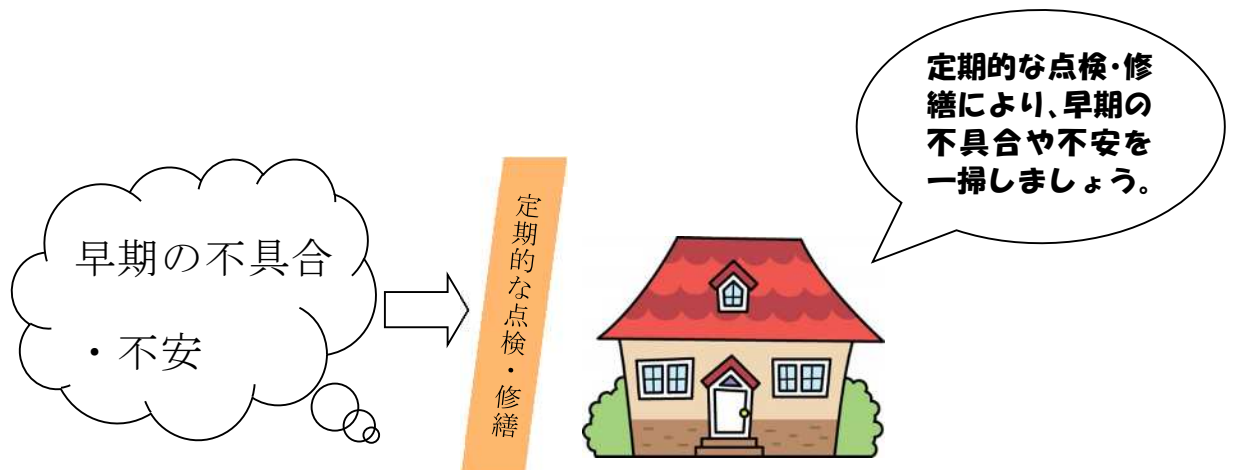 早期の不具合
・不安
定期的な点検・修繕
定期的な点検・修
繕により、早期の
不具合や不安を
一掃しましょう。